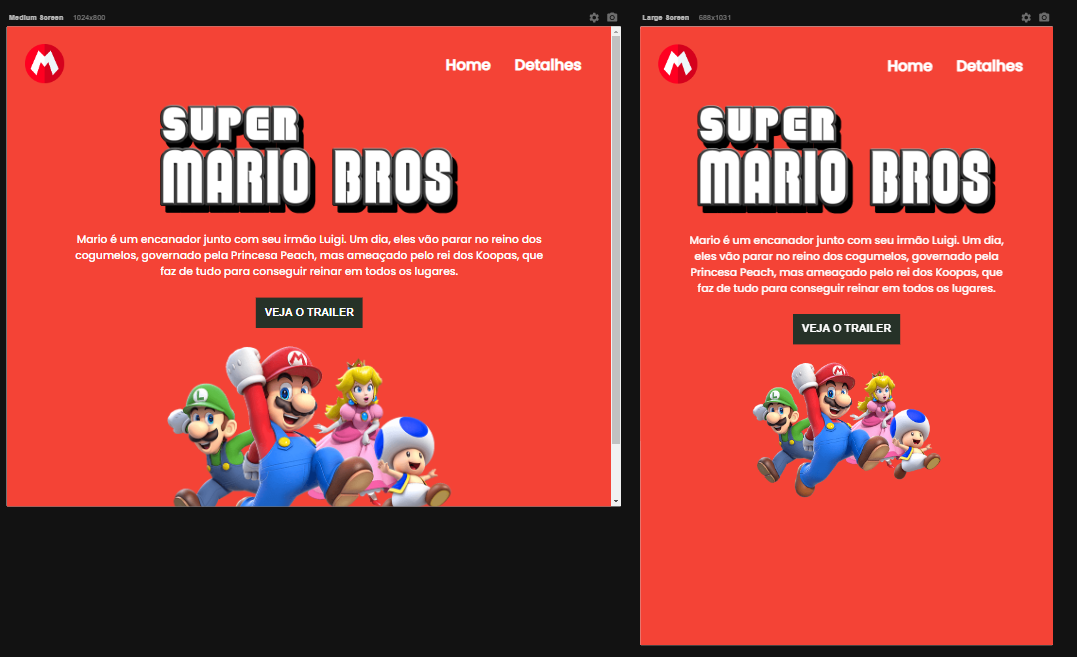 Medium Screen 1024x800
M
Home Detalhes
SUPER
MARIO BROS
Mario é um encanador junto com seu irmão Luigi. Um dia, eles vão parar no reino dos
cogumelos, governado pela Princesa Peach, mas ameaçado pelo rei dos Koopas, que
faz de tudo para conseguir reinar em todos os lugares.
VEJA O TRAILER
L
M
Large Screen 688x1031
M
Home Detalhes
SUPER
MARIO BROS
Mario é um encanador junto com seu irmão Luigi. Um dia,
eles vão parar no reino dos cogumelos, governado pela
Princesa Peach, mas ameaçado pelo rei dos Koopas, que
faz de tudo para conseguir reinar em todos os lugares.
VEJA O TRAILER
L
M